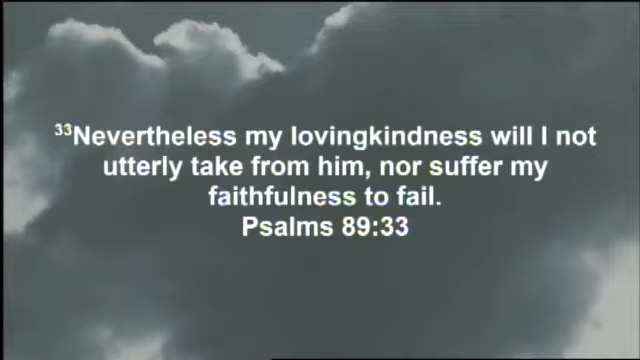 ³³Nevertheless my lovingkindness will I not
utterly take from him, nor suffer my
faithfulness to fail.
Psalms 89:33